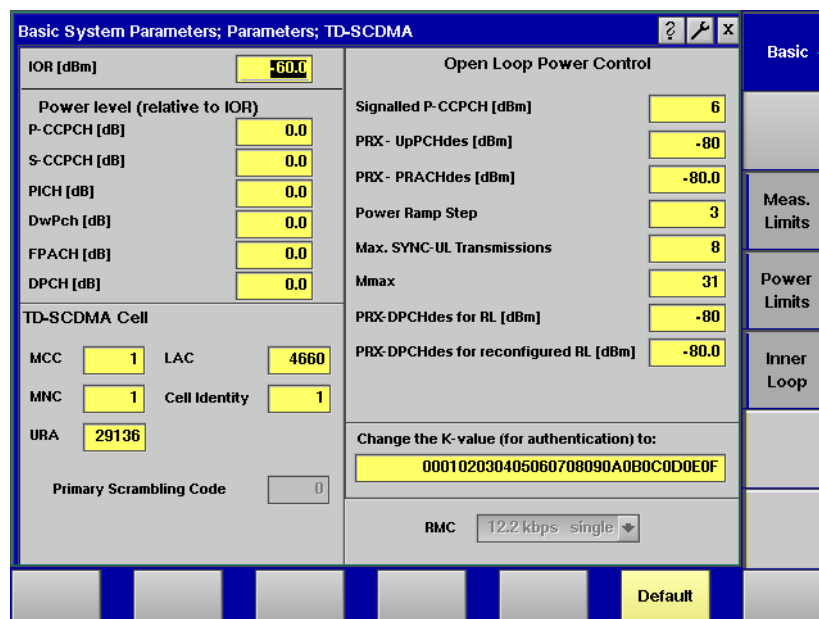 Basic System Parameters; Parameters; TD-SCDMA ? x
IOR [dBm] -60.0
Power level (relative to IOR)
P-CCPCH [dB] 0.0
S-CCPCH [dB] 0.0
PICH [dB] 0.0
DwPch [dB] 0.0
FPACH [dB] 0.0
DPCH [dB] 0.0
TD-SCDMA Cell
MCC 1 LAC 4660
MNC 1 Cell Identity 1
URA 29136
Primary Scrambling Code 0
Open Loop Power Control
Signalled P-CCPCH [dBm] 6
PRX - UpPCHdes [dBm] -80
PRX - PRACHdes [dBm] -80.0
Power Ramp Step 3
Max. SYNC-UL Transmissions 8
Mmax 31
PRX-DPCHdes for RL [dBm] -80
PRX-DPCHdes for reconfigured RL [dBm] -80.0
Change the K-value (for authentication) to:
000102030405060708090A0B0C0D0E0F
RMC 12.2 kbps single
Basic
Meas.
Limits
Power
Limits
Inner
Loop
Default